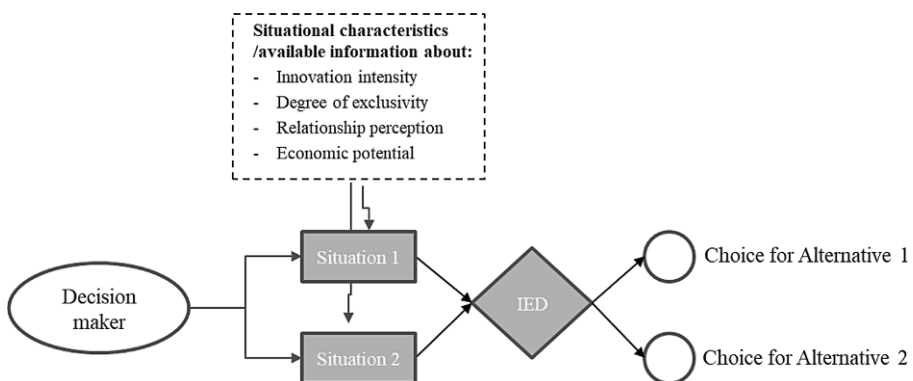 Situational characteristics
/available information about:
- Innovation intensity
- Degree of exclusivity
- Relationship perception
- Economic potential
Situation 1
Choice for Alternative 1
Decision
maker
IED
Situation 2
Choice for Alternative 2